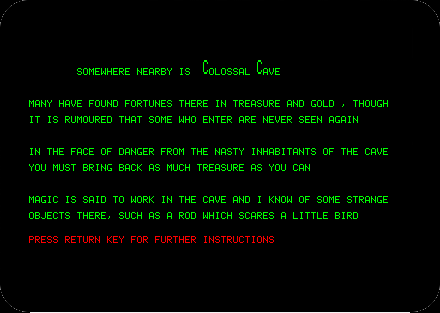 SOMEWHERE NEARBY IS COLOSSAL CAVE
MANY HAVE FOUND FORTUNES THERE IN TREASURE AND GOLD , THOUGH
IT IS RUMOURED THAT SOME WHO ENTER ARE NEVER SEEN AGAIN
IN THE FACE OF DANGER FROM THE NASTY INHABITANTS OF THE CAVE
YOU MUST BRING BACK AS MUCH TREASURE AS YOU CAN
MAGIC IS SAID TO WORK IN THE CAVE AND I KNOW OF SOME STRANGE
OBJECTS THERE, SUCH AS A ROD WHICH SCARES A LITTLE BIRD
PRESS RETURN KEY FOR FURTHER INSTRUCTIONS